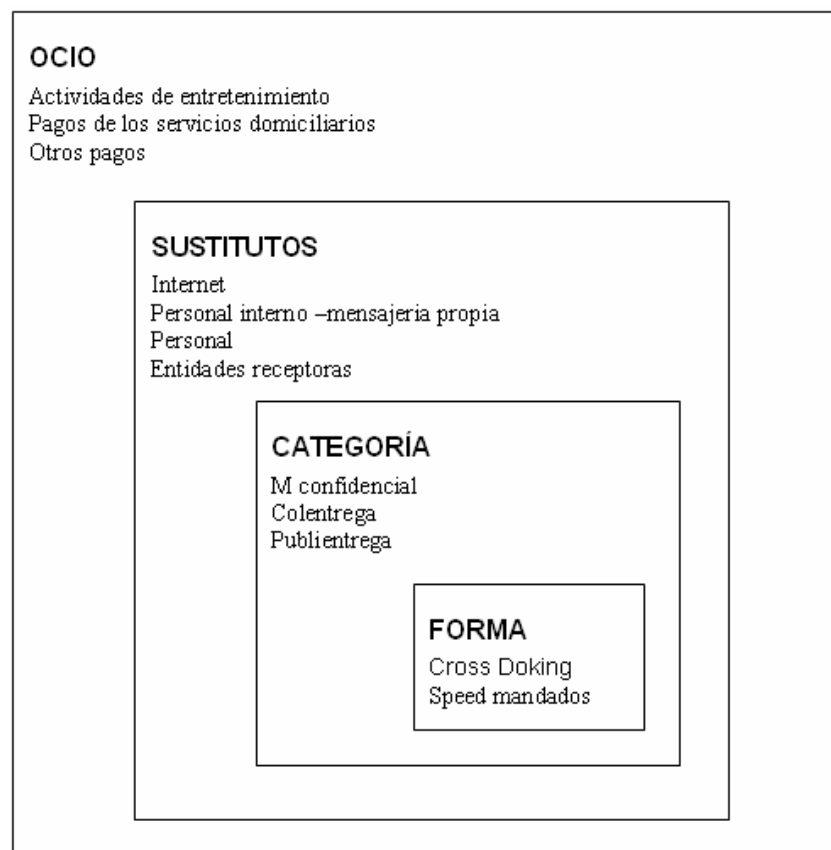 OCIO
Actividades de entretenimiento
Pagos de los servicios domiciliarios
Otros pagos
SUSTITUTOS
Internet
Personal interno –mensajeria propia
Personal
Entidades receptoras
CATEGORÍA
M confidencial
Colentrega
Publientrega
FORMA
Cross Doking
Speed mandados